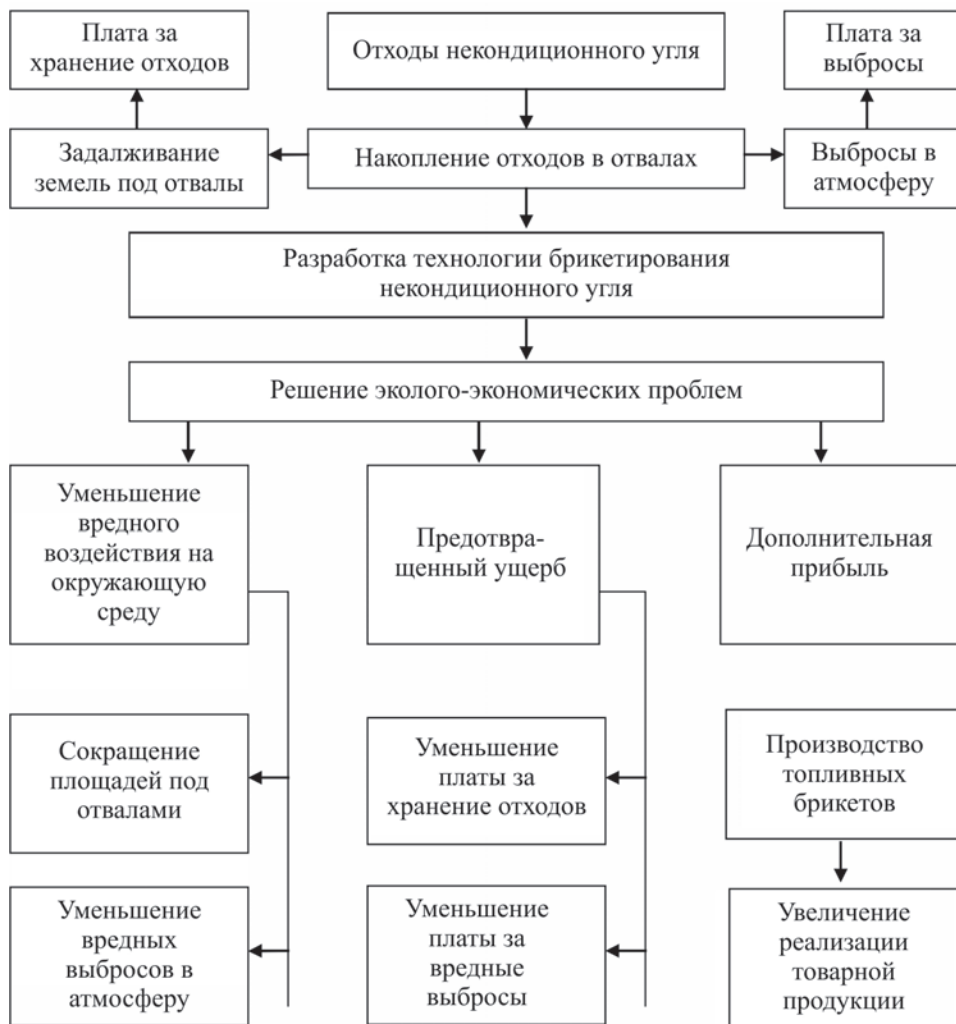 Плата за
хранение отходов
Отходы некондиционного угля
Плата за
выбросы
Задалживание
земель под отвалы
Накопление отходов в отвалах
Выбросы в
атмосферу
Разработка технологии брикетирования
некондиционного угля
Решение эколого-экономических проблем
Уменьшение
вредного
воздействия на
окружающую
среду
Предотвра-
щенный ущерб
Дополнительная
прибыль
Сокращение
площадей под
отвалами
Уменьшение
платы за
хранение отходов
Производство
топливных
брикетов
Уменьшение
вредных
выбросов в
атмосферу
Уменьшение
платы за
вредные
выбросы
Увеличение
реализации
товарной
продукции